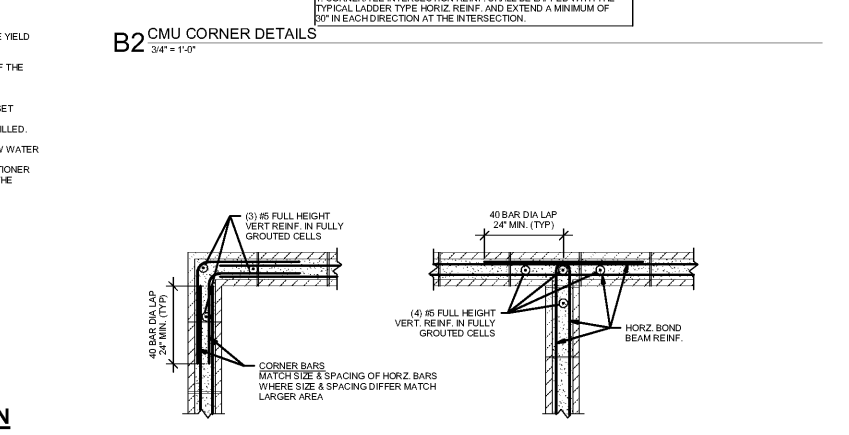 TYPICAL LADDER TYPE HORIZ. REINF. AND EXTEND A MINIMUM OF
30" IN EACH DIRECTION AT THE INTERSECTION.
B2 CMU CORNER DETAILS
3/4" = 1'-0"
E YIELD
F THE
SET
ILLED.
W WATER
TIONER
THE
(3) #5 FULL HEIGHT
VERT REINF. IN FULLY
GROUTED CELLS
40 BAR DIA LAP
24" MIN. (TYP)
CORNER BARS
MATCH SIZE & SPACING OF HORZ. BARS
WHERE SIZE & SPACING DIFFER MATCH
LARGER AREA
40 BAR DIA LAP
24" MIN. (TYP)
(4) #5 FULL HEIGHT
VERT. REINF. IN FULLY
GROUTED CELLS
HORZ. BOND
BEAM REINF.
N